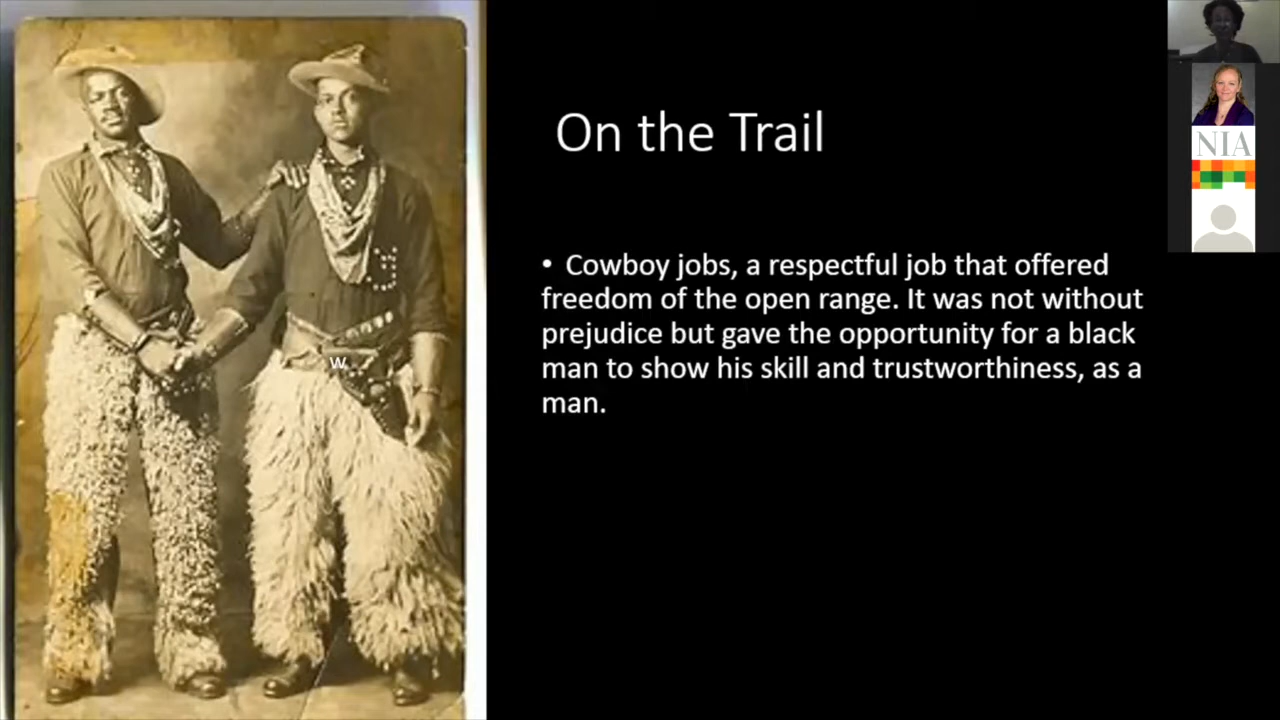 On the Trail
• Cowboy jobs, a respectful job that offered
freedom of the open range. It was not without
prejudice but gave the opportunity for a black
man to show his skill and trustworthiness, as a
man.
w
NIA